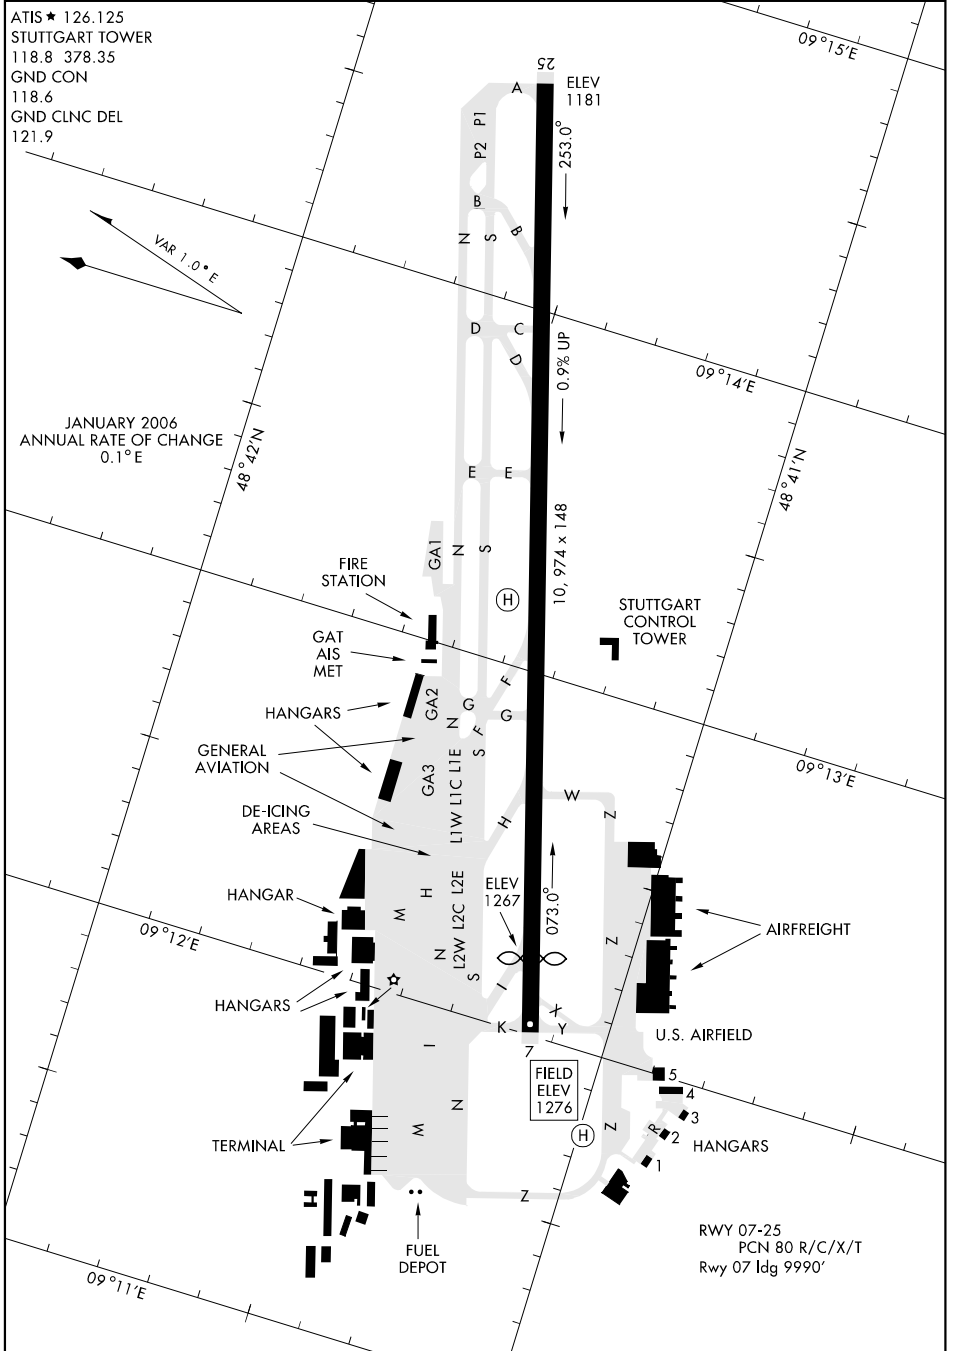 ATIS ★ 126.125
STUTTGART TOWER
118.8 378.35
GND CON
118.6
GND CLNC DEL
121.9
09°15'E
25
ELEV
1181
A
P1
P2
253.0°
B
B
N
S
VAR 1.0° E
D
C
D
0.9% UP
09°14'E
JANUARY 2006
ANNUAL RATE OF CHANGE
0.1° E
48°42'N
48°41'N
E
E
10, 974 x 148
GA1
N
S
FIRE
STATION
H
STUTTGART
CONTROL
TOWER
GAT
AIS
MET
F
GA2
G
G
N
F
S
HANGARS
GENERAL
AVIATION
GA3
L1W L1C L1E
09°13'E
W
Z
DE-ICING
AREAS
H
HANGAR
M
H
L2W L2C L2E
ELEV
1267
073.0°
AIRFREIGHT
09°12'E
N
S
Z
HANGARS
I
X
K
Y
U.S. AIRFIELD
I
7
FIELD
ELEV
1276
5
4
3
2
1
R
N
M
H
Z
HANGARS
TERMINAL
Z
FUEL
DEPOT
09°11'E
RWY 07-25
PCN 80 R/C/X/T
Rwy 07 ldg 9990'